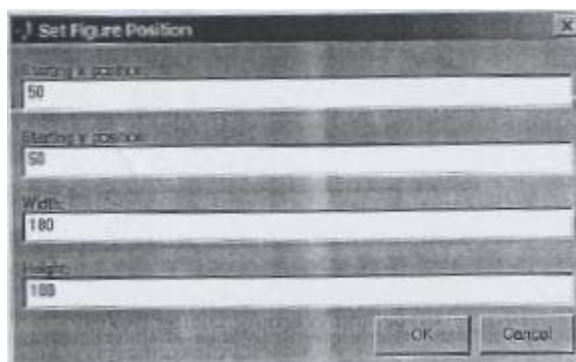 Set Figure Position
Starting x position:
50
Starting y position:
50
Width:
180
Height:
180
OK
Cancel